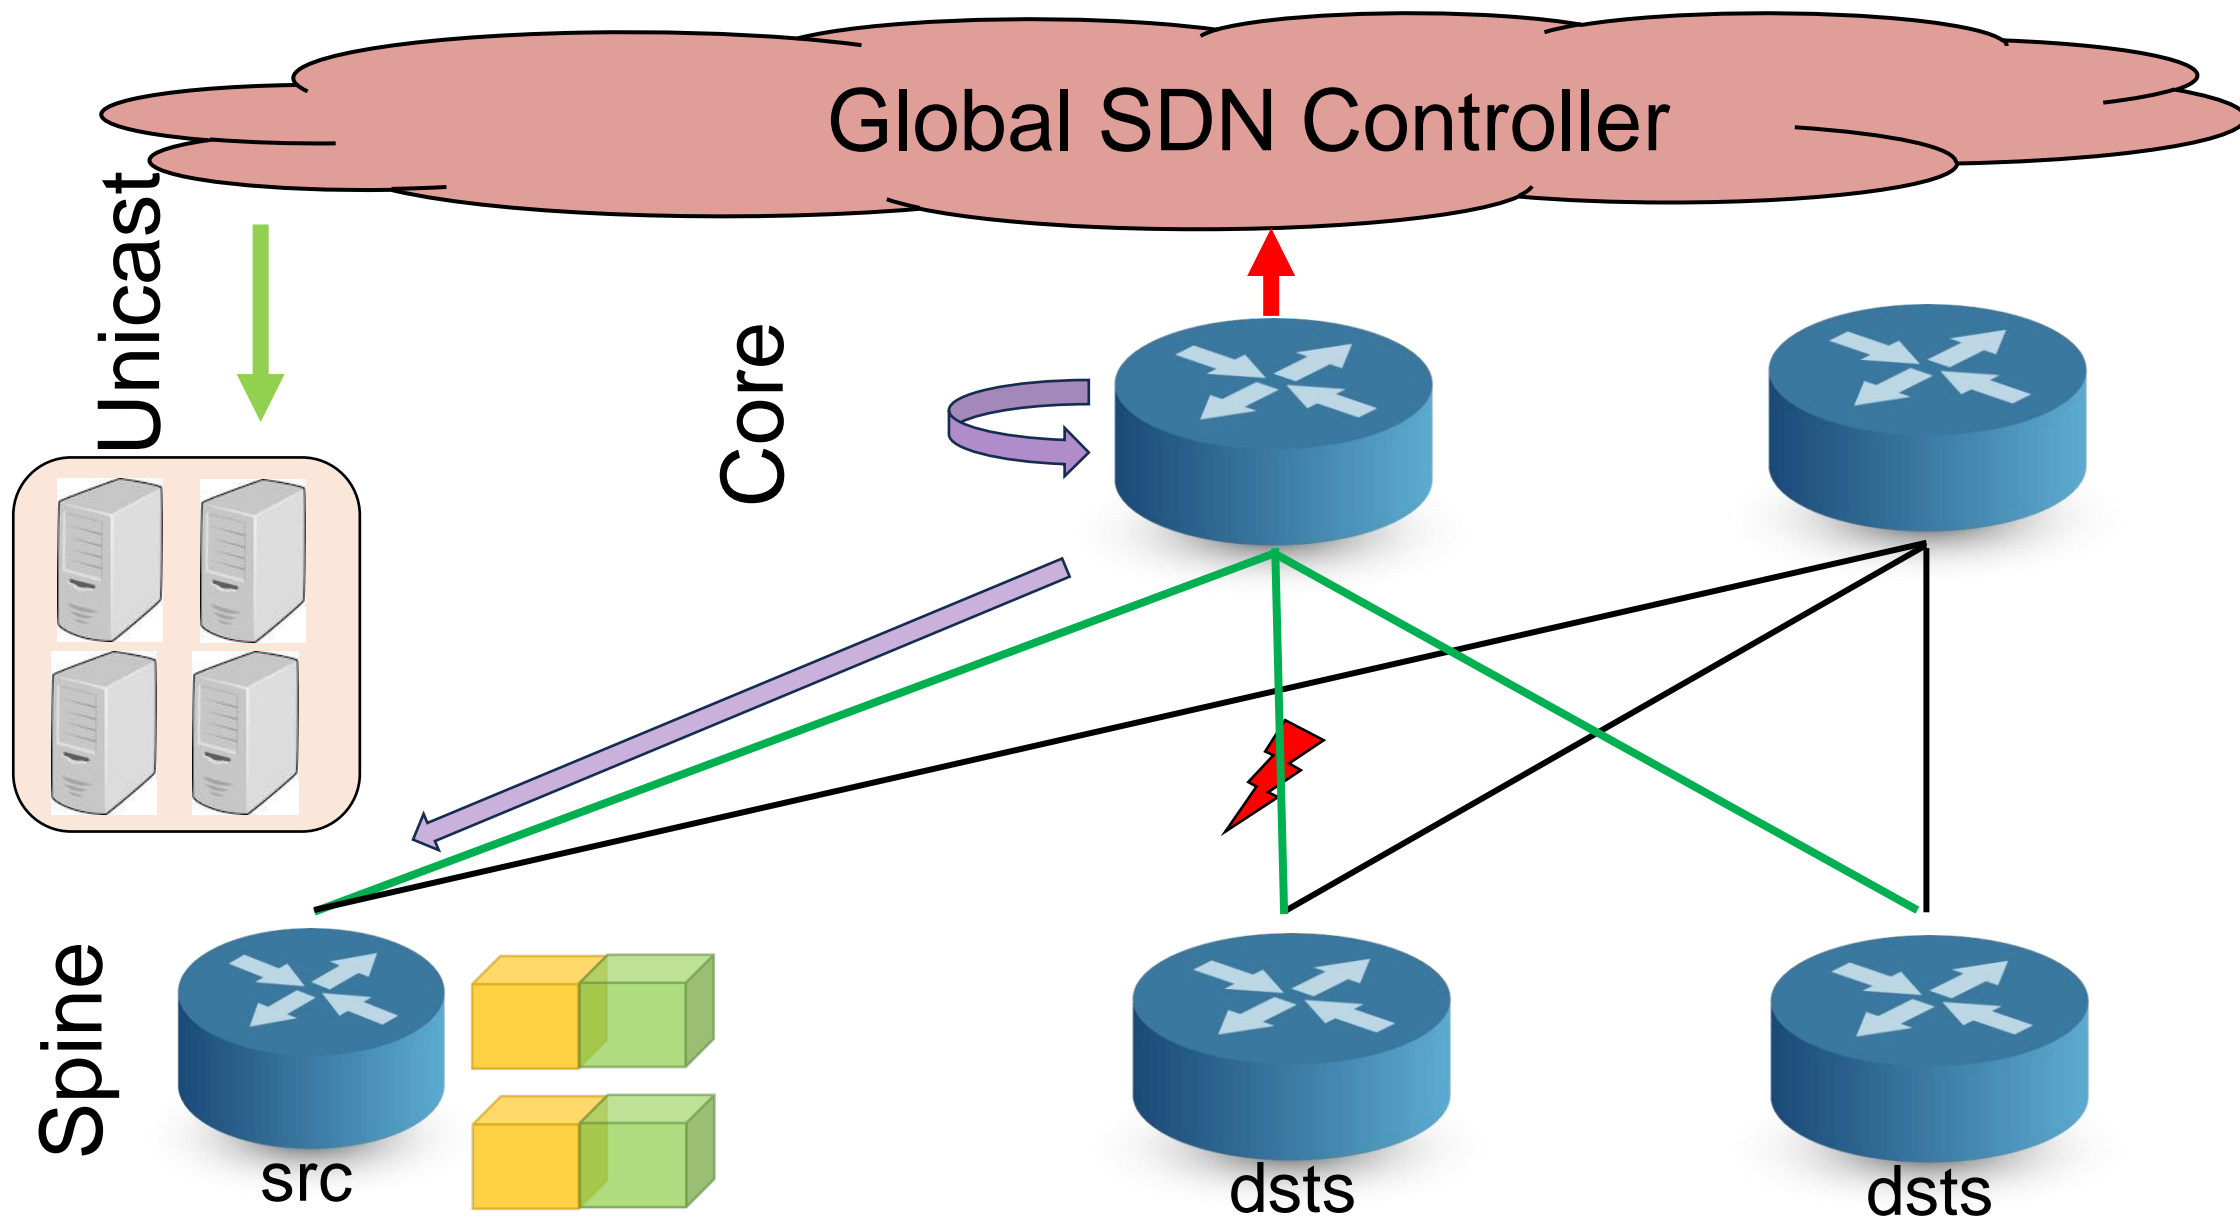 Global SDN Controller
Unicast
Core
Spine
src
dsts
dsts